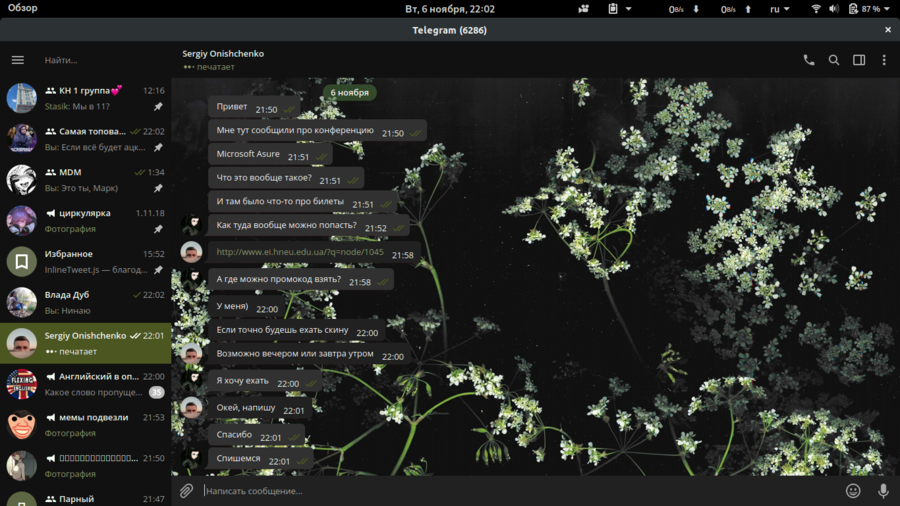 Обзор
Вт, 6 ноября, 22:02
0B/s
0B/s
ru
87 %
Telegram (6286)
Найти...
КН 1 группа💕 12:16
Stasik: Мы в 11?
Самая топова... 22:02
Вы: Если всё будет ацк...
MDM 1:34
Вы: Это ты, Марк)
циркулярка 1.11.18
Фотография
Избранное 15:52
InlineTweet.js — благод...
Влада Дуб 22:02
Вы: Нинаю
Sergiy Onishchenko 22:01
печатает
FLEXING
ENGLISH
Английский в оп... 22:00
Какое слово пропуще... 35
мемы подвезли 21:53
Фотография
21:50
Фотография
Парный 21:47
Sergiy Onishchenko
печатает
6 ноября
Привет 21:50
Мне тут сообщили про конференцию 21:50
Microsoft Asure 21:51
Что это вообще такое? 21:51
И там было что-то про билеты 21:51
Как туда вообще можно попасть? 21:52
http://www.ei.hneu.edu.ua/?q=node/1045 21:58
А где можно промокод взять? 21:58
У меня) 22:00
Если точно будешь ехать скину 22:00
Возможно вечером или завтра утром 22:00
Я хочу ехать 22:00
Окей, напишу 22:01
Спасибо 22:01
Спишемся 22:01
Написать сообщение...